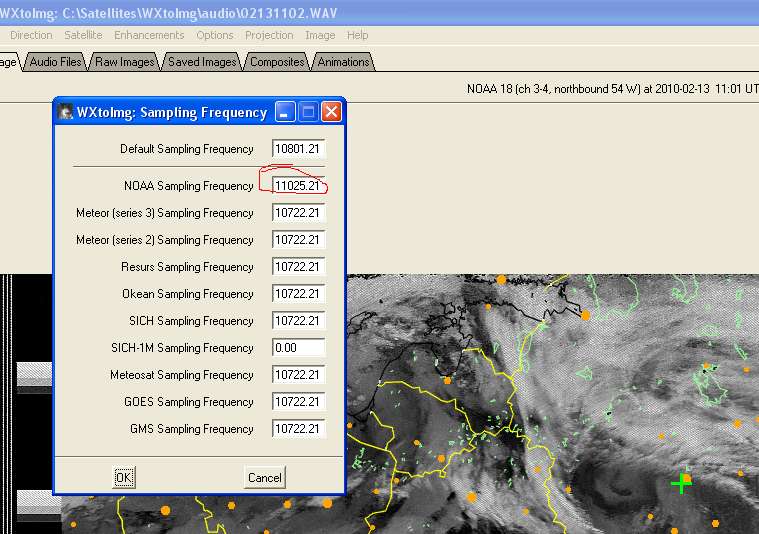 WXtoImg: C:\Satellites\WXtoImg\audio\02131102.WAV
Direction Satellite Enhancements Options Projection Image Help
age Audio Files Raw Images Saved Images Composites Animations
NOAA 18 (ch 3-4, northbound 54 W) at 2010-02-13 11:01 UT
WXtoImg: Sampling Frequency
Default Sampling Frequency 10801.21
NOAA Sampling Frequency 11025.21
Meteor (series 3) Sampling Frequency 10722.21
Meteor (series 2) Sampling Frequency 10722.21
Resurs Sampling Frequency 10722.21
Okean Sampling Frequency 10722.21
SICH Sampling Frequency 10722.21
SICH-1M Sampling Frequency 0.00
Meteosat Sampling Frequency 10722.21
GOES Sampling Frequency 10722.21
GMS Sampling Frequency 10722.21
OK Cancel